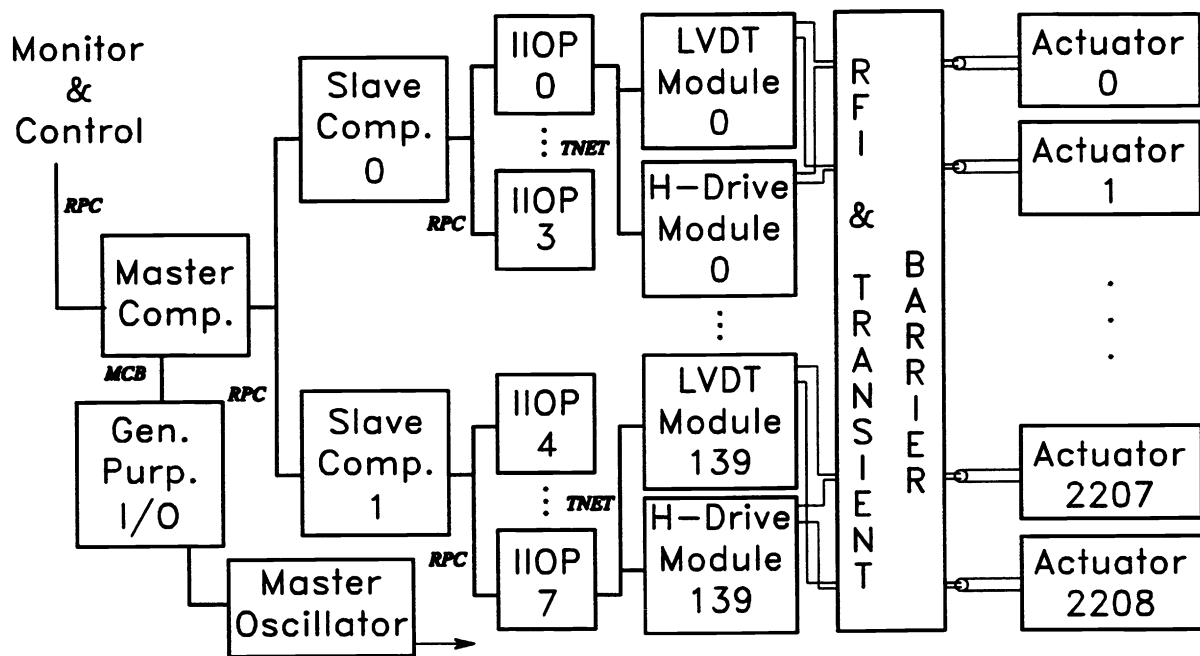 Monitor
&
Control
RPC
Master
Comp.
MCB
RPC
Gen.
Purp.
I/O
Master
Oscillator
Slave
Comp.
0
RPC
Slave
Comp.
1
RPC
IIOP
0
TNET
IIOP
3
IIOP
4
TNET
IIOP
7
LVDT
Module
0
H-Drive
Module
0
LVDT
Module
139
H-Drive
Module
139
RFI & TRANSIENT
BARRIER
Actuator
0
Actuator
1
Actuator
2207
Actuator
2208